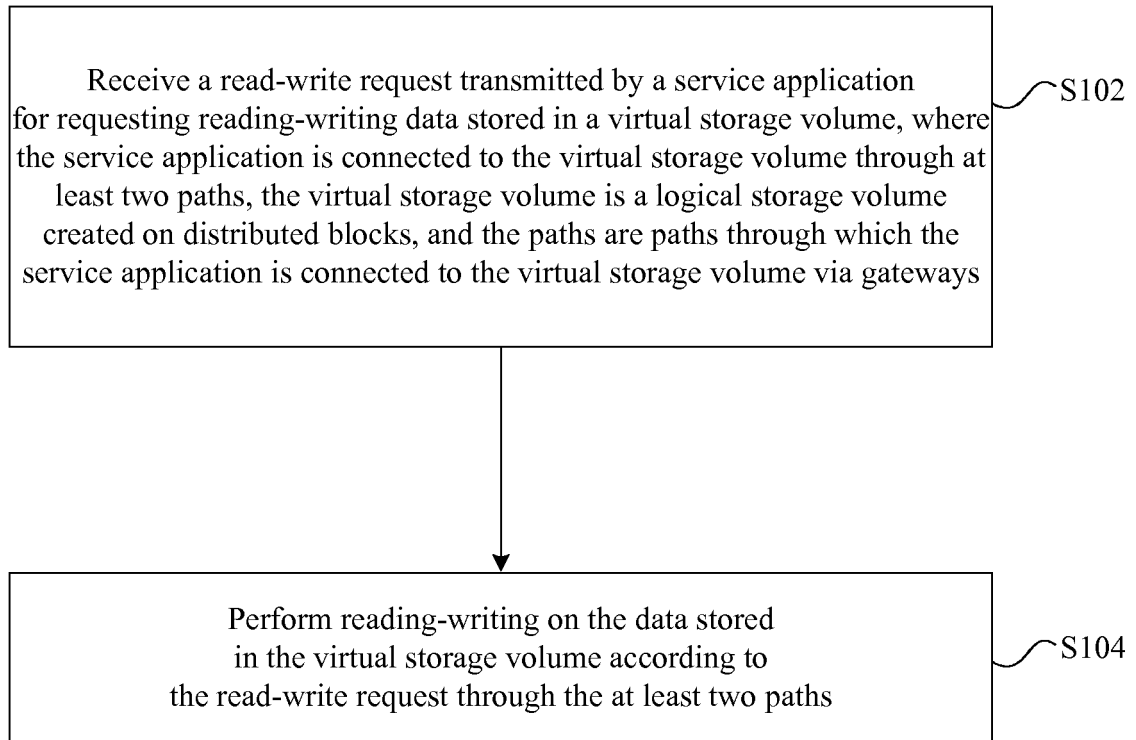 Receive a read-write request transmitted by a service application
for requesting reading-writing data stored in a virtual storage volume, where
the service application is connected to the virtual storage volume through at
least two paths, the virtual storage volume is a logical storage volume
created on distributed blocks, and the paths are paths through which the
service application is connected to the virtual storage volume via gateways
S102
Perform reading-writing on the data stored
in the virtual storage volume according to
the read-write request through the at least two paths
S104